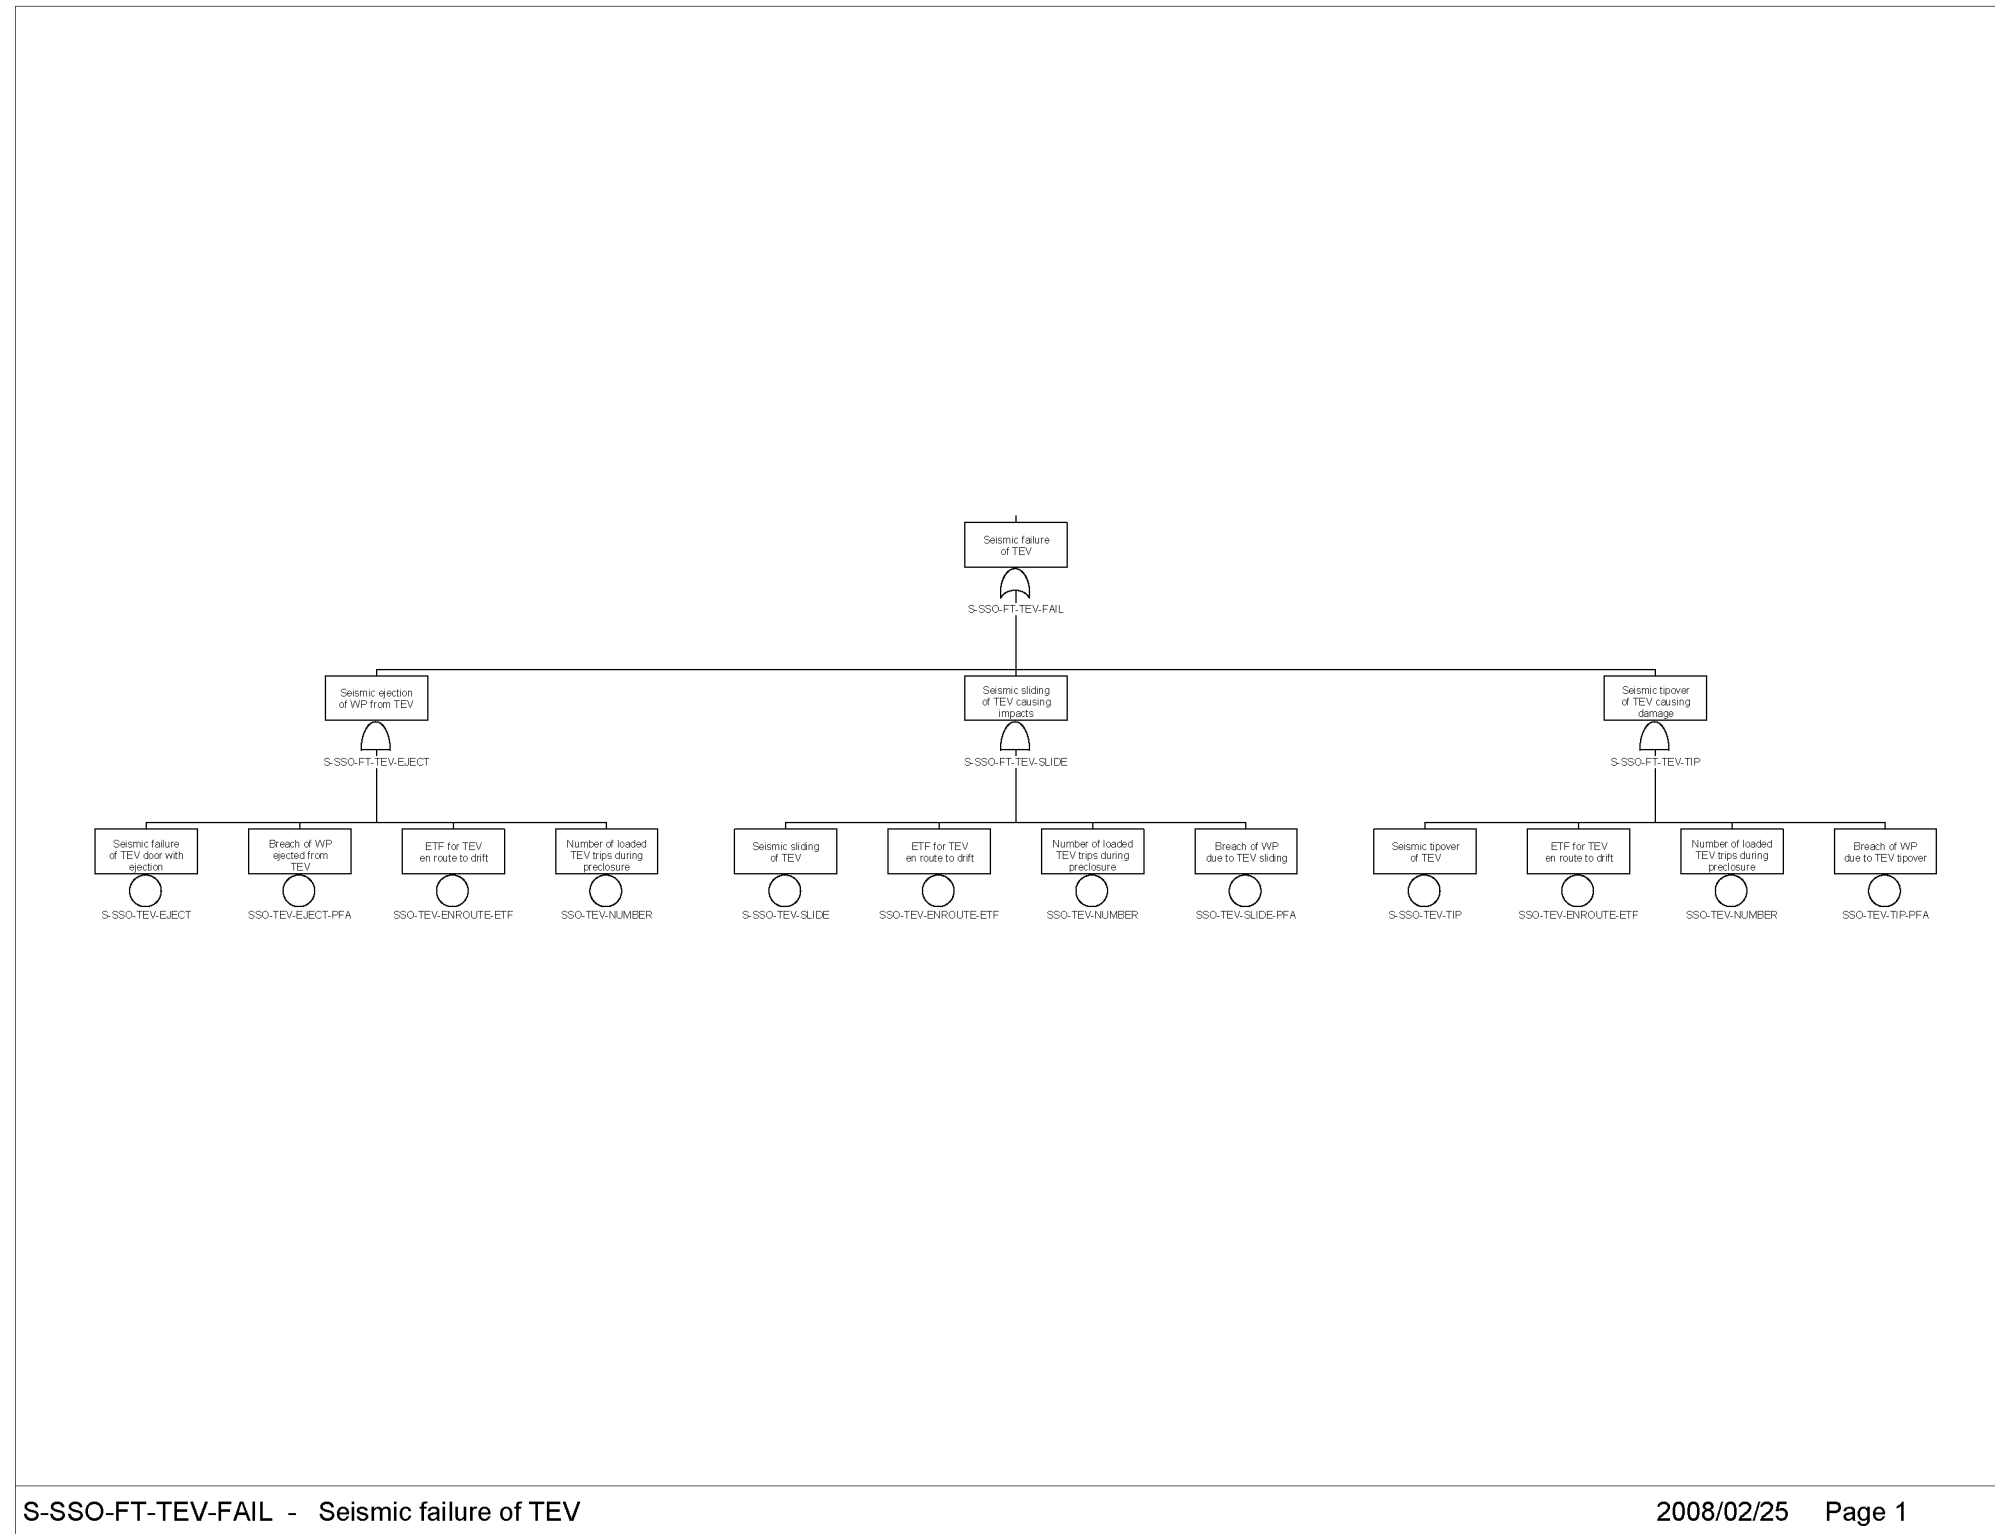 Seismic failure
of TEV
S-SSO-FT-TEV-FAIL
Seismic ejection
of WP from TEV
S-SSO-FT-TEV-EJECT
Seismic sliding
of TEV causing
impacts
S-SSO-FT-TEV-SLIDE
Seismic tipover
of TEV causing
damage
S-SSO-FT-TEV-TIP
Seismic failure
of TEV door with
ejection
S-SSO-TEV-EJECT
Breach of WP
ejected from
TEV
SSO-TEV-EJECT-PFA
ETF for TEV
en route to drift
SSO-TEV-ENROUTE-ETF
Number of loaded
TEV trips during
preclosure
SSO-TEV-NUMBER
Seismic sliding
of TEV
S-SSO-TEV-SLIDE
ETF for TEV
en route to drift
SSO-TEV-ENROUTE-ETF
Number of loaded
TEV trips during
preclosure
SSO-TEV-NUMBER
Breach of WP
due to TEV sliding
SSO-TEV-SLIDE-PFA
Seismic tipover
of TEV
S-SSO-TEV-TIP
ETF for TEV
en route to drift
SSO-TEV-ENROUTE-ETF
Number of loaded
TEV trips during
preclosure
SSO-TEV-NUMBER
Breach of WP
due to TEV tipover
SSO-TEV-TIP-PFA
S-SSO-FT-TEV-FAIL - Seismic failure of TEV
2008/02/25 Page 1